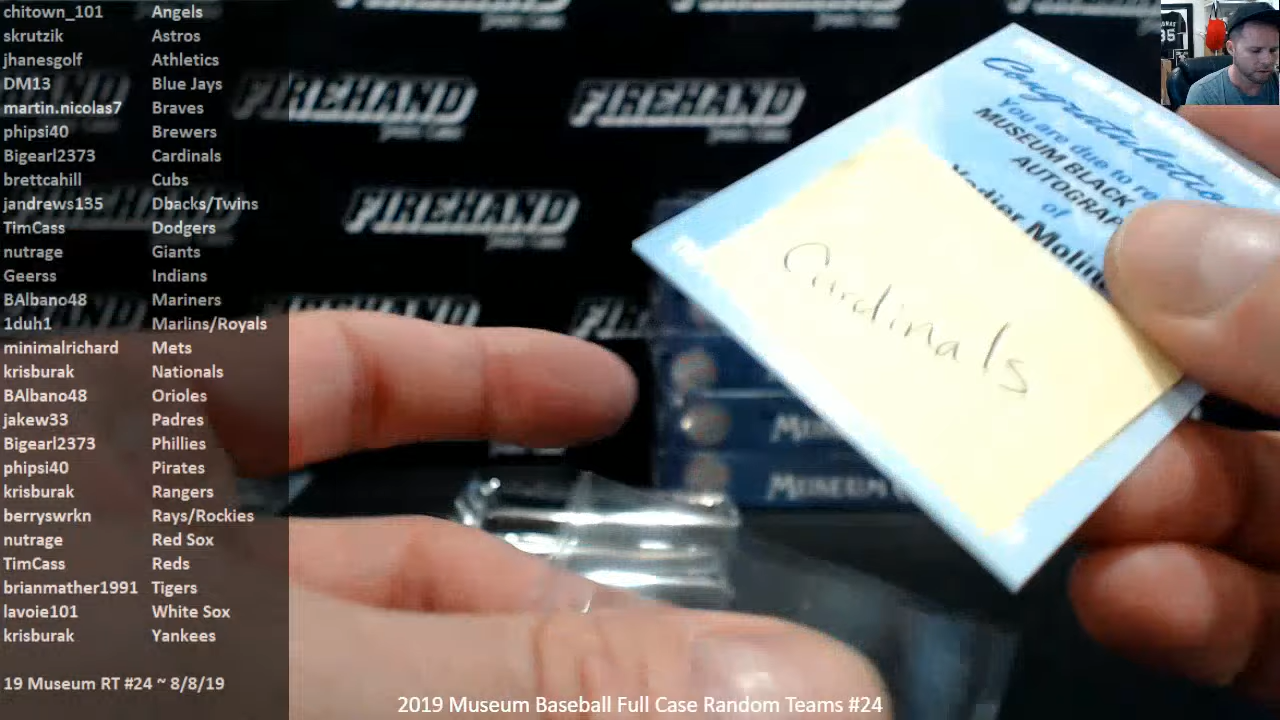 chitown_101 Angels
skrutzik Astros
jhanesgolf Athletics
DM13 Blue Jays
martin.nicolas7 Braves
phipsi40 Brewers
Bigearl2373 Cardinals
brettcahill Cubs
jandrews135 Dbacks/Twins
TimCass Dodgers
nutrage Giants
Geerss Indians
BAlbano48 Mariners
1duh1 Marlins/Royals
minimalrichard Mets
krisburak Nationals
BAlbano48 Orioles
jakew33 Padres
Bigearl2373 Phillies
phipsi40 Pirates
krisburak Rangers
berryswrkn Rays/Rockies
nutrage Red Sox
TimCass Reds
brianmather1991 Tigers
lavoie101 White Sox
krisburak Yankees
19 Museum RT #24 ~ 8/8/19
FIREHAND
FIREHAND
FIREHAND
You are due to
MUSEUM BLACK
of
Cardinals
95
2019 Museum Baseball Full Case Random Teams #24